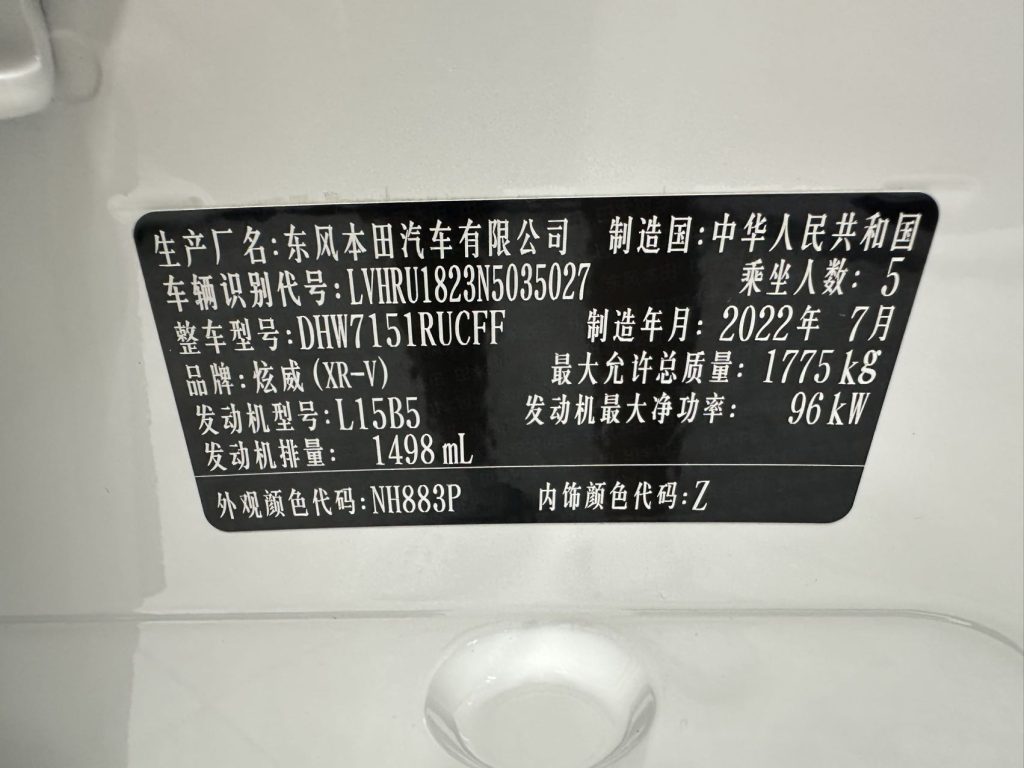 生产厂名:东风本田汽车有限公司 制造国:中华人民共和国
车辆识别代号:LVHRU1823N5035027 乘坐人数: 5
整车型号:DHW7151RUCFF 制造年月: 2022年 7月
品牌:炫威(XR-V) 最大允许总质量: 1775kg
发动机型号:L15B5 发动机最大净功率: 96kW
发动机排量: 1498mL
外观颜色代码:NH883P 内饰颜色代码:Z